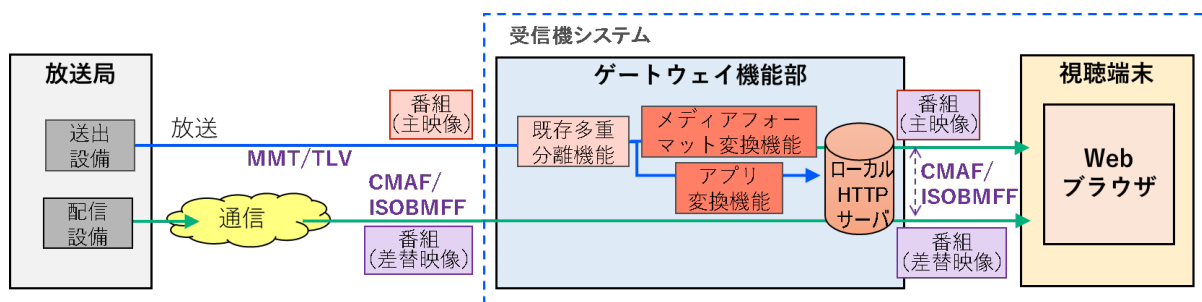 受信機システム
放送局
送出
設備
配信
設備
放送
MMT/TLV
通信
番組
(主映像)
CMAF/
ISOBMFF
番組
(差替映像)
ゲートウェイ機能部
既存多重
分離機能
メディアフォー
マット変換機能
アプリ
変換機能
ローカル
HTTP
サーバ
番組
(主映像)
CMAF/
ISOBMFF
番組
(差替映像)
視聴端末
Web
ブラウザ